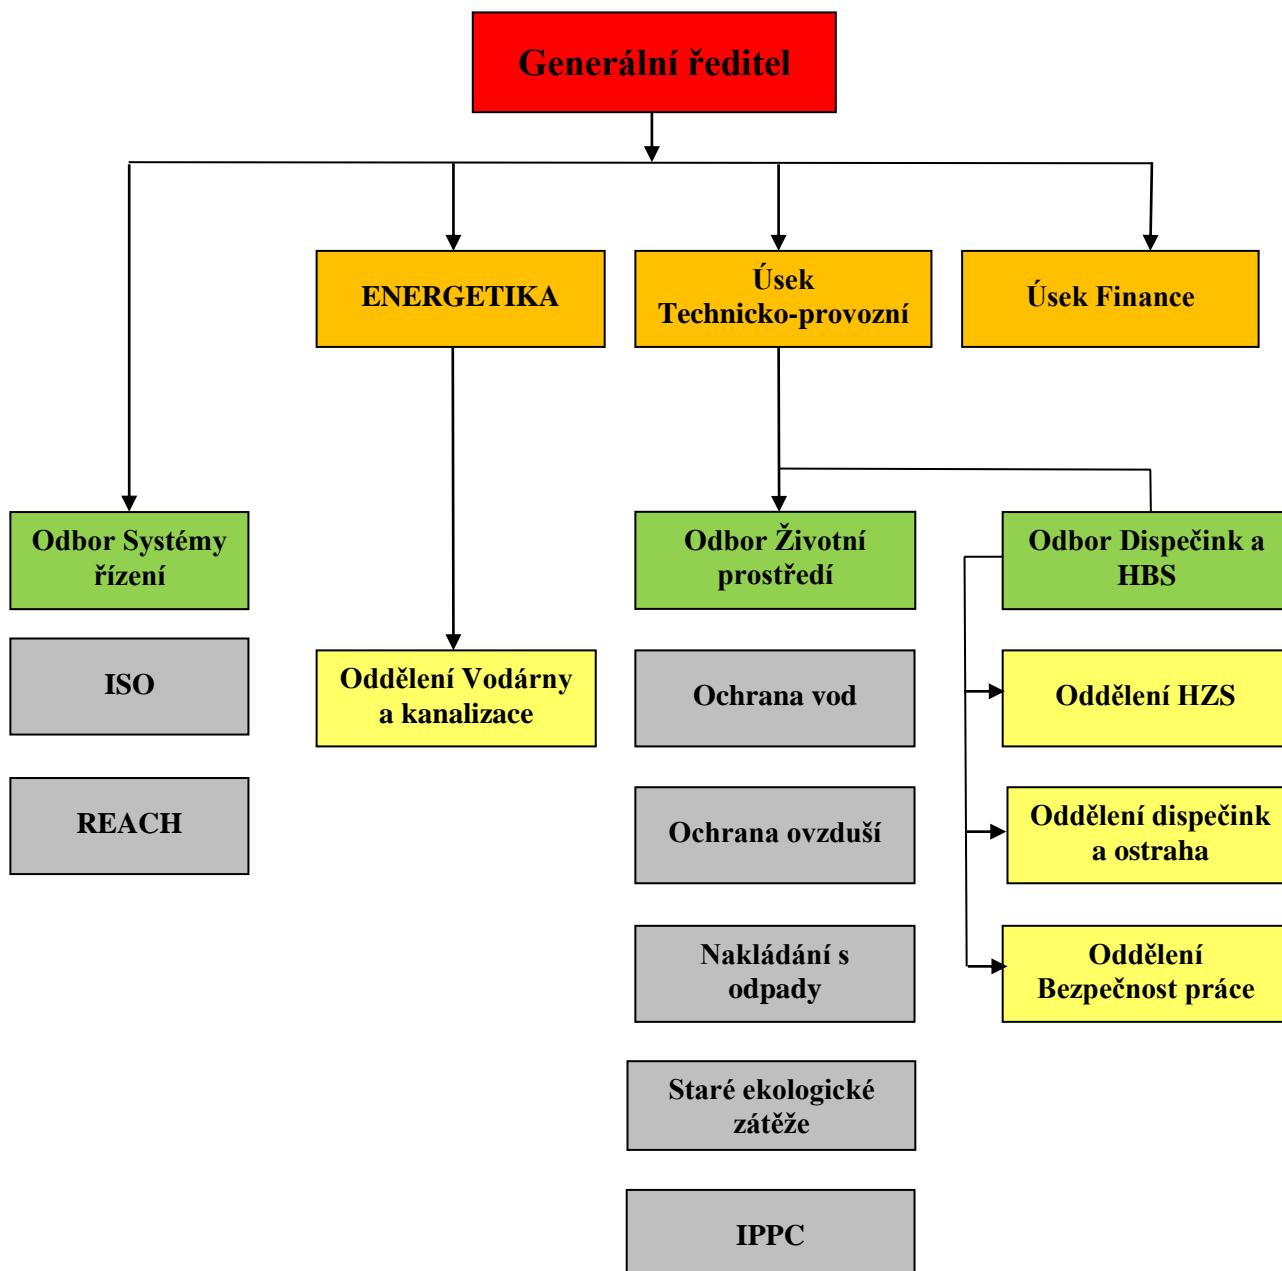 Generální ředitel
ENERGETIKA
Úsek
Technicko-provozní
Úsek Finance
Odbor Systémy
řízení
Odbor Životní
prostředí
Odbor Dispečink a
HBS
ISO
Oddělení Vodárny
a kanalizace
Ochrana vod
Oddělení HZS
REACH
Ochrana ovzduší
Oddělení dispečink
a ostraha
Nakládání s
odpady
Oddělení
Bezpečnost práce
Staré ekologické
zátěže
IPPC